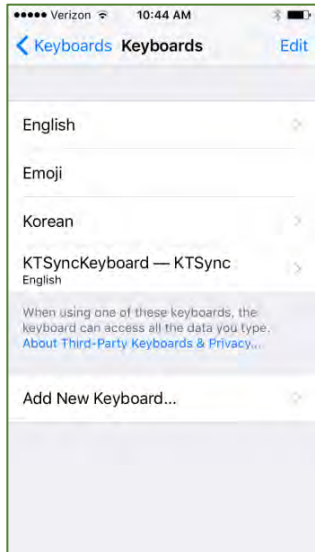 Verizon 10:44 AM
Keyboards Keyboards Edit
English
Emoji
Korean
KTSyncKeyboard — KTSync
English
When using one of these keyboards, the
keyboard can access all the data you type.
About Third-Party Keyboards & Privacy...
Add New Keyboard...